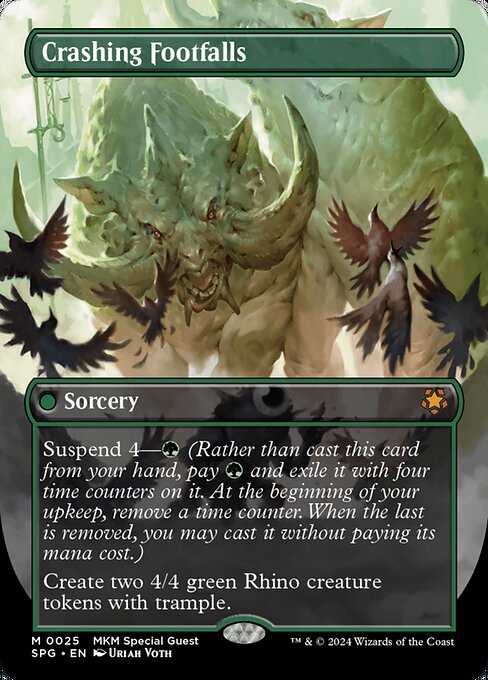 Crashing Footfalls
Sorcery
Suspend 4— (Rather than cast this card
from your hand, pay and exile it with four
time counters on it. At the beginning of your
upkeep, remove a time counter. When the last
is removed, you may cast it without paying its
mana cost.)
Create two 4/4 green Rhino creature
tokens with trample.
M 0025 MKM Special Guest
SPG • EN Uriah Voth
™ & © 2024 Wizards of the Coast